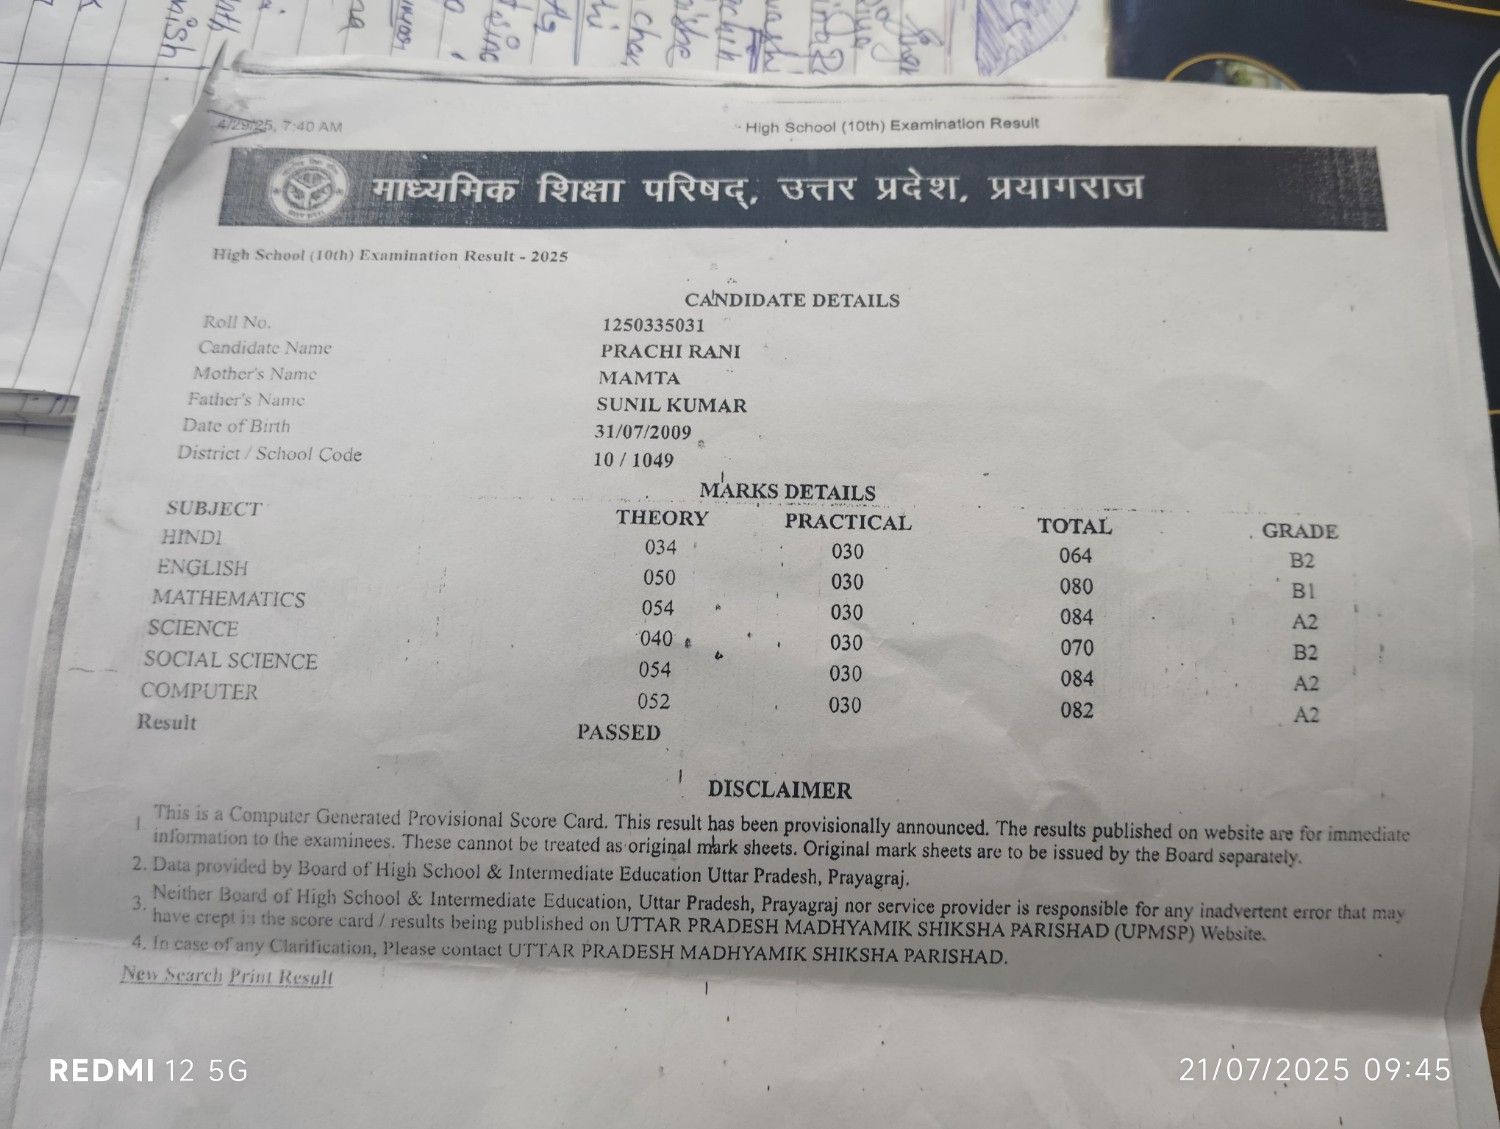 4/29/25, 7:40 AM
High School (10th) Examination Result
माध्यमिक शिक्षा परिषद्, उत्तर प्रदेश, प्रयागराज
High School (10th) Examination Result - 2025
CANDIDATE DETAILS
Roll No. 1250335031
Candidate Name PRACHI RANI
Mother's Name MAMTA
Father's Name SUNIL KUMAR
Date of Birth 31/07/2009
District / School Code 10 / 1049
MARKS DETAILS
SUBJECT THEORY PRACTICAL TOTAL GRADE
HINDI 034 030 064 B2
ENGLISH 050 030 080 B1
MATHEMATICS 054 030 084 A2
SCIENCE 040 030 070 B2
SOCIAL SCIENCE 054 030 084 A2
COMPUTER 052 030 082 A2
Result PASSED
DISCLAIMER
1 This is a Computer Generated Provisional Score Card. This result has been provisionally announced. The results published on website are for immediate
information to the examinees. These cannot be treated as original mark sheets. Original mark sheets are to be issued by the Board separately.
2. Data provided by Board of High School & Intermediate Education Uttar Pradesh, Prayagraj.
3. Neither Board of High School & Intermediate Education, Uttar Pradesh, Prayagraj nor service provider is responsible for any inadvertent error that may
have crept in the score card / results being published on UTTAR PRADESH MADHYAMIK SHIKSHA PARISHAD (UPMSP) Website.
4. In case of any Clarification, Please contact UTTAR PRADESH MADHYAMIK SHIKSHA PARISHAD.
New Search Print Result
REDMI 12 5G
21/07/2025 09:45